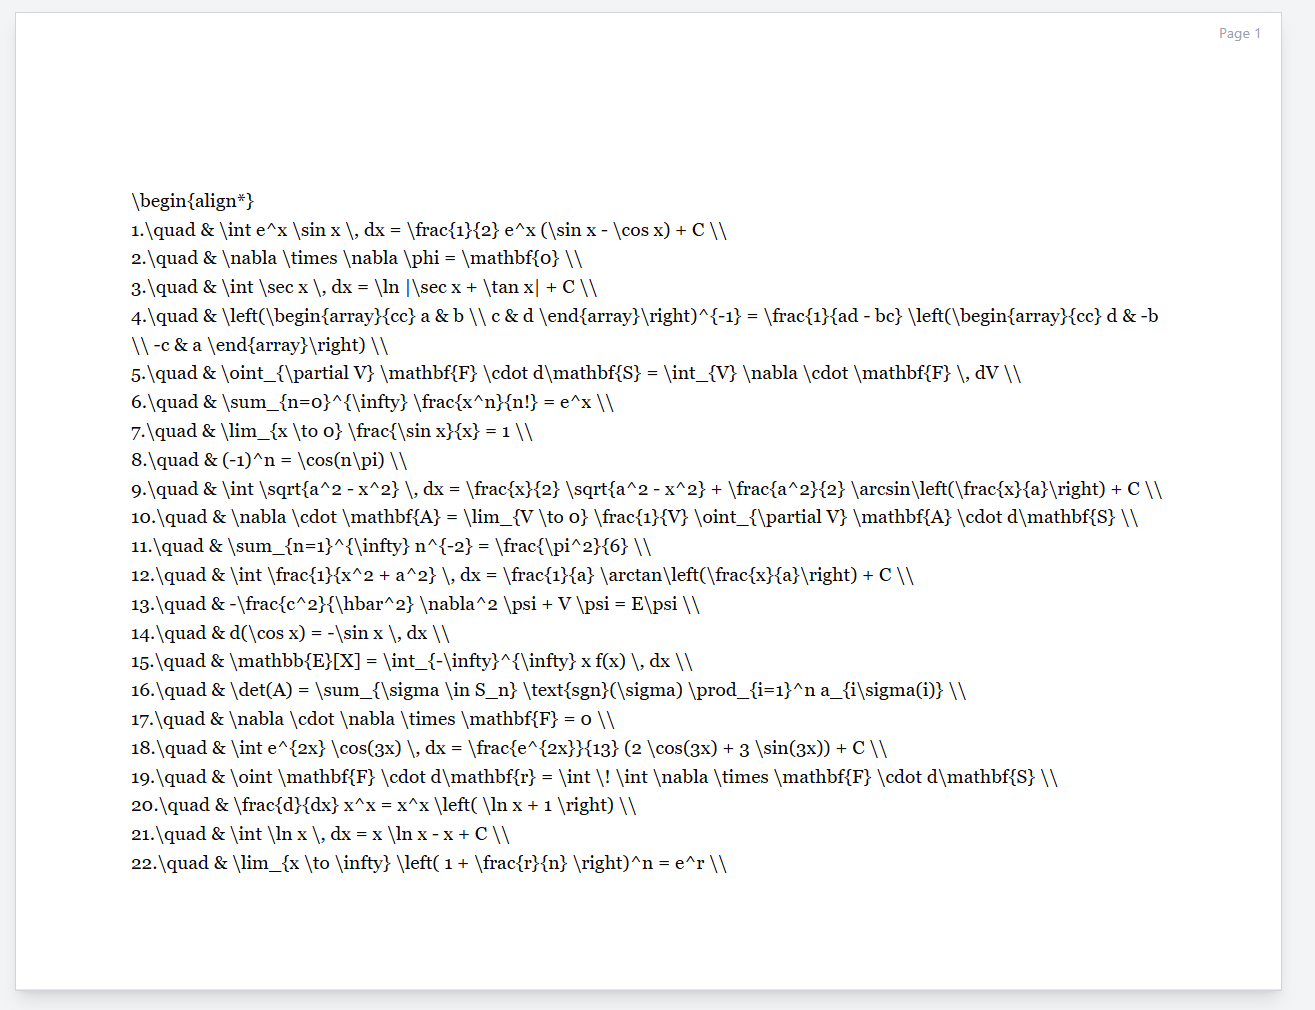 Page 1
\begin{align*}
1.\quad & \int e^x \sin x \, dx = \frac{1}{2} e^x (\sin x - \cos x) + C \\
2.\quad & \nabla \times \nabla \phi = \mathbf{0} \\
3.\quad & \int \sec x \, dx = \ln |\sec x + \tan x| + C \\
4.\quad & \left(\begin{array}{cc} a & b \\ c & d \end{array}\right)^{-1} = \frac{1}{ad - bc} \left(\begin{array}{cc} d & -b
\\ -c & a \end{array}\right) \\
5.\quad & \oint_{\partial V} \mathbf{F} \cdot d\mathbf{S} = \int_{V} \nabla \cdot \mathbf{F} \, dV \\
6.\quad & \sum_{n=0}^{\infty} \frac{x^n}{n!} = e^x \\
7.\quad & \lim_{x \to 0} \frac{\sin x}{x} = 1 \\
8.\quad & (-1)^n = \cos(n\pi) \\
9.\quad & \int \sqrt{a^2 - x^2} \, dx = \frac{x}{2} \sqrt{a^2 - x^2} + \frac{a^2}{2} \arcsin\left(\frac{x}{a}\right) + C \\
10.\quad & \nabla \cdot \mathbf{A} = \lim_{V \to 0} \frac{1}{V} \oint_{\partial V} \mathbf{A} \cdot d\mathbf{S} \\
11.\quad & \sum_{n=1}^{\infty} n^{-2} = \frac{\pi^2}{6} \\
12.\quad & \int \frac{1}{x^2 + a^2} \, dx = \frac{1}{a} \arctan\left(\frac{x}{a}\right) + C \\
13.\quad & -\frac{c^2}{\hbar^2} \nabla^2 \psi + V \psi = E\psi \\
14.\quad & d(\cos x) = -\sin x \, dx \\
15.\quad & \mathbb{E}[X] = \int_{-\infty}^{\infty} x f(x) \, dx \\
16.\quad & \det(A) = \sum_{\sigma \in S_n} \text{sgn}(\sigma) \prod_{i=1}^n a_{i\sigma(i)} \\
17.\quad & \nabla \cdot \nabla \times \mathbf{F} = 0 \\
18.\quad & \int e^{2x} \cos(3x) \, dx = \frac{e^{2x}}{13} (2 \cos(3x) + 3 \sin(3x)) + C \\
19.\quad & \oint \mathbf{F} \cdot d\mathbf{r} = \int \! \int \nabla \times \mathbf{F} \cdot d\mathbf{S} \\
20.\quad & \frac{d}{dx} x^x = x^x \left( \ln x + 1 \right) \\
21.\quad & \int \ln x \, dx = x \ln x - x + C \\
22.\quad & \lim_{x \to \infty} \left( 1 + \frac{r}{n} \right)^n = e^r \\